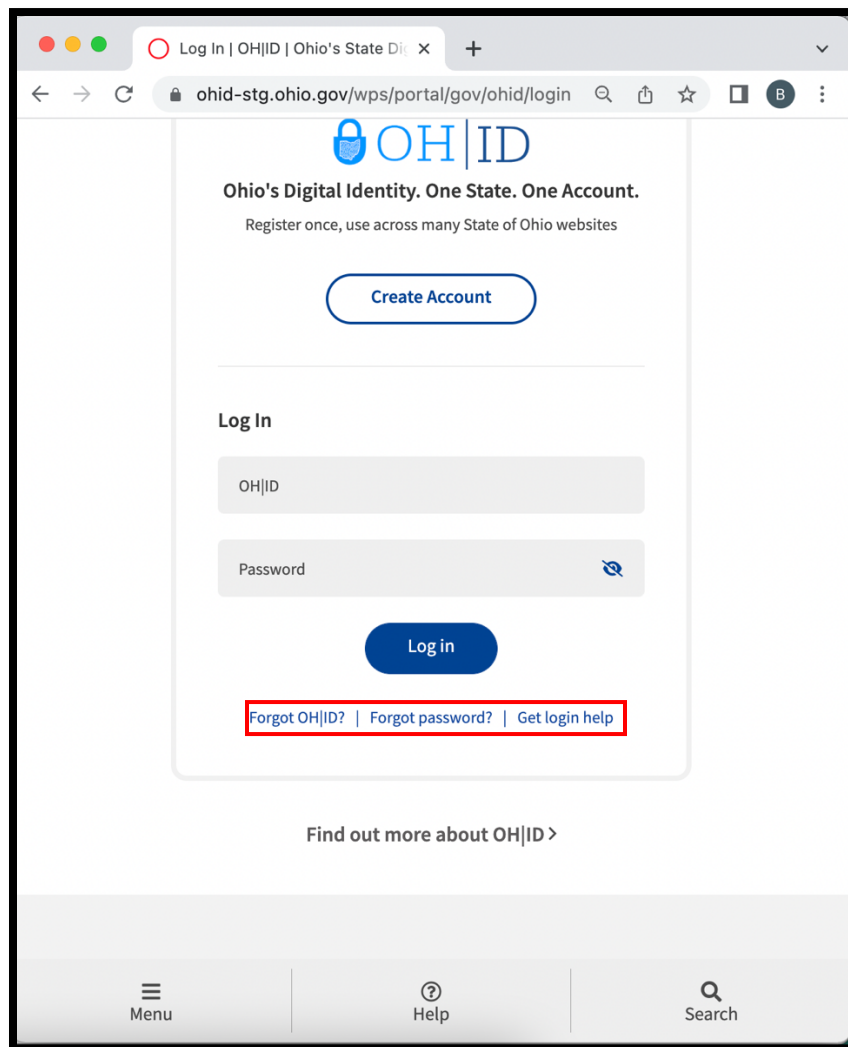 Log In | OH|ID | Ohio's State Di
ohid-stg.ohio.gov/wps/portal/gov/ohid/login
B
OH|ID
Ohio's Digital Identity. One State. One Account.
Register once, use across many State of Ohio websites
Create Account
Log In
OH|ID
Password
Log in
Forgot OH|ID? | Forgot password? | Get login help
Find out more about OH|ID >
Menu Help Search